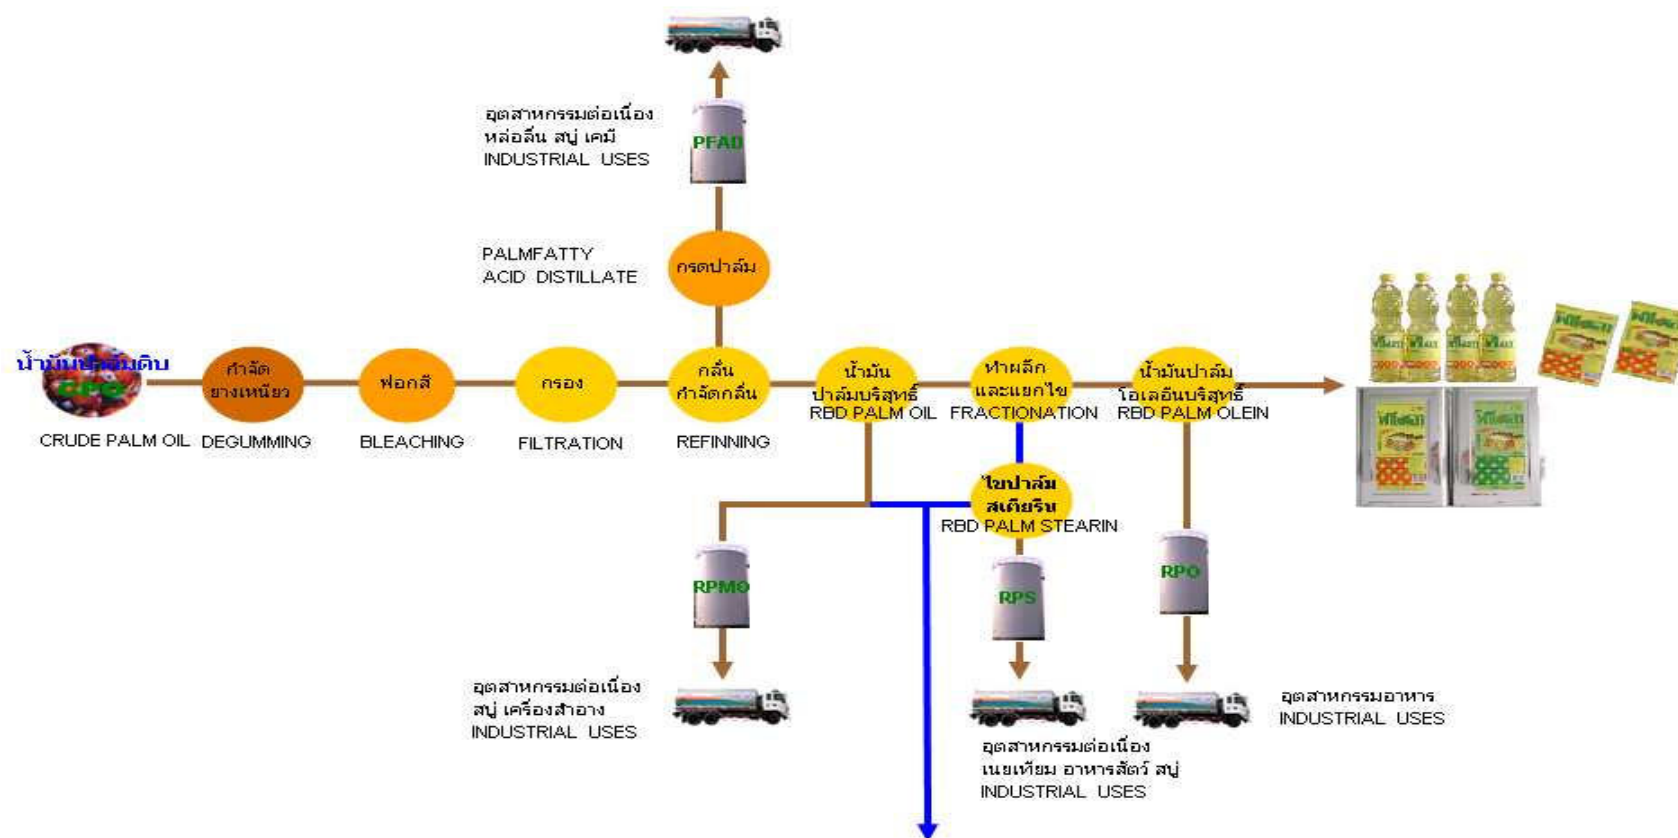 อุตสาหกรรมต่อเนื่อง
หล่อลื่น สบู่ เคมี
INDUSTRIAL USES
PFAD
PALMFATTY
ACID DISTILLATE
กรดปาล์ม
น้ำมันปาล์มดิบ
CPO
CRUDE PALM OIL
กำจัด
ยางเหนียว
DEGUMMING
ฟอกสี
BLEACHING
กรอง
FILTRATION
กลั่น
กำจัดกลิ่น
REFINNING
น้ำมัน
ปาล์มบริสุทธิ์
RBD PALM OIL
ทำผลึก
และแยกไข
FRACTIONATION
น้ำมันปาล์ม
โอเลอีนบริสุทธิ์
RBD PALM OLEIN
ไขปาล์ม
สเตียรีน
RBD PALM STEARIN
RPMO
RPS
RPO
อุตสาหกรรมต่อเนื่อง
สบู่ เครื่องสำอาง
INDUSTRIAL USES
อุตสาหกรรมต่อเนื่อง
เนยเทียม อาหารสัตว์ สบู่
INDUSTRIAL USES
อุตสาหกรรมอาหาร
INDUSTRIAL USES